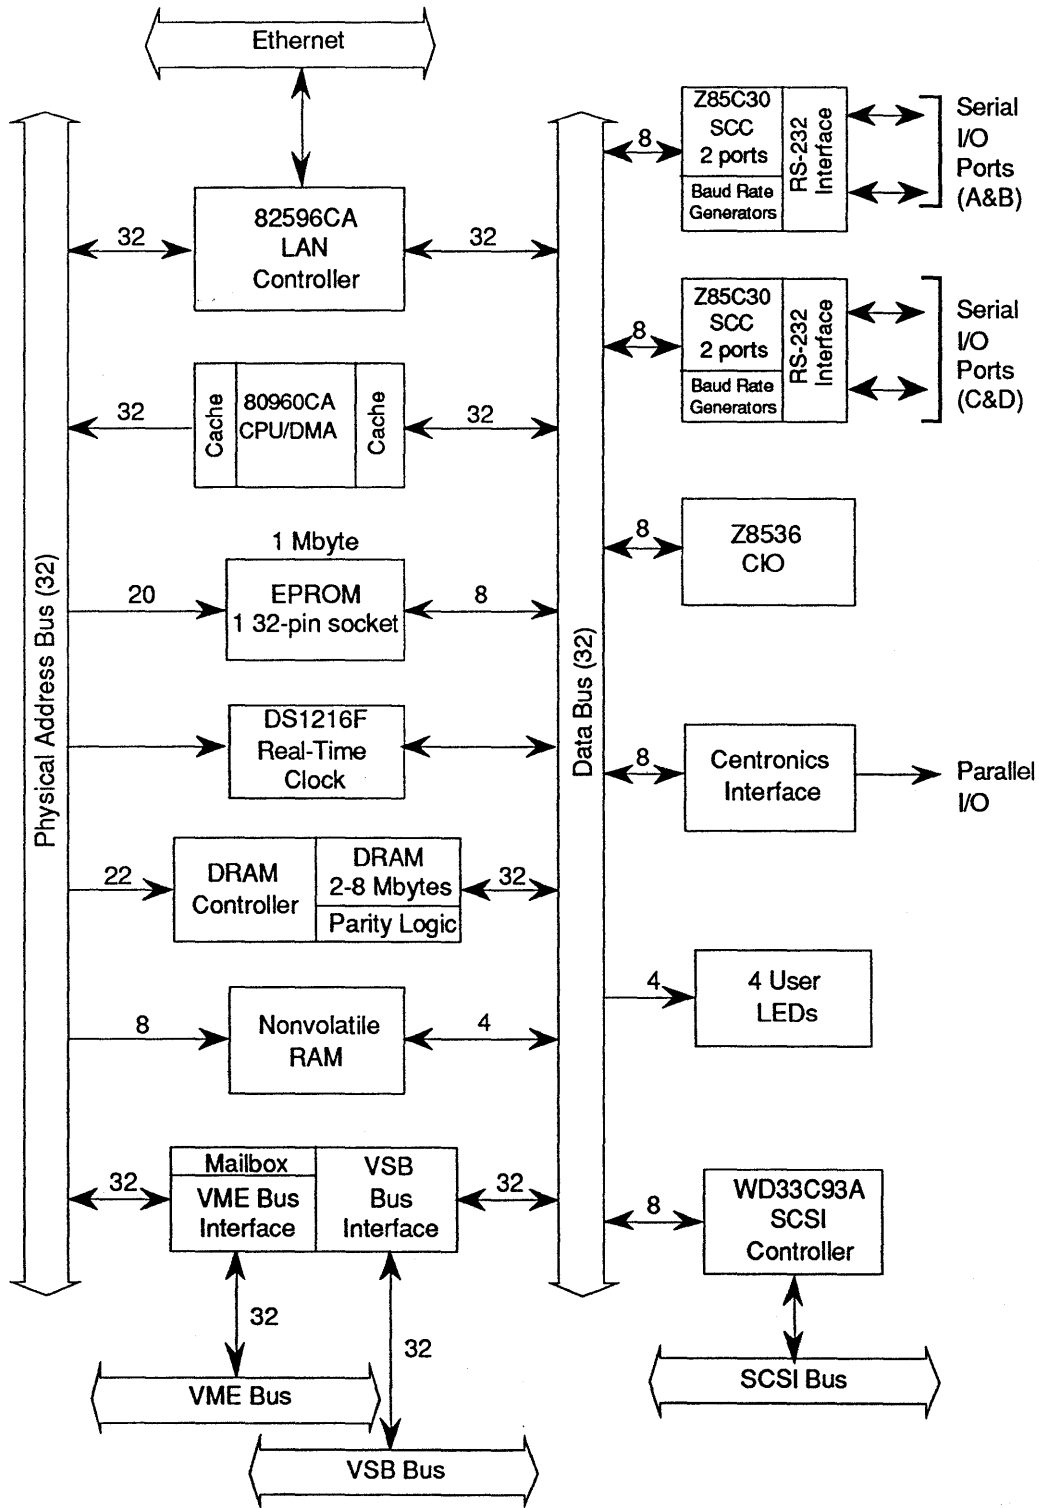 Ethernet
82596CA
LAN
Controller
32
32
Cache
80960CA
CPU/DMA
Cache
32
32
1 Mbyte
EPROM
1 32-pin socket
20
8
DS1216F
Real-Time
Clock
DRAM
Controller
DRAM
2-8 Mbytes
Parity Logic
22
32
Nonvolatile
RAM
8
4
Mailbox
VME Bus
Interface
VSB
Bus
Interface
32
32
32
32
VME Bus
VSB Bus
Physical Address Bus (32)
Data Bus (32)
8
Z85C30
SCC
2 ports
Baud Rate
Generators
RS-232
Interface
Serial
I/O
Ports
(A&B)
8
Z85C30
SCC
2 ports
Baud Rate
Generators
RS-232
Interface
Serial
I/O
Ports
(C&D)
8
Z8536
CIO
8
Centronics
Interface
Parallel
I/O
4
4 User
LEDs
8
WD33C93A
SCSI
Controller
SCSI Bus